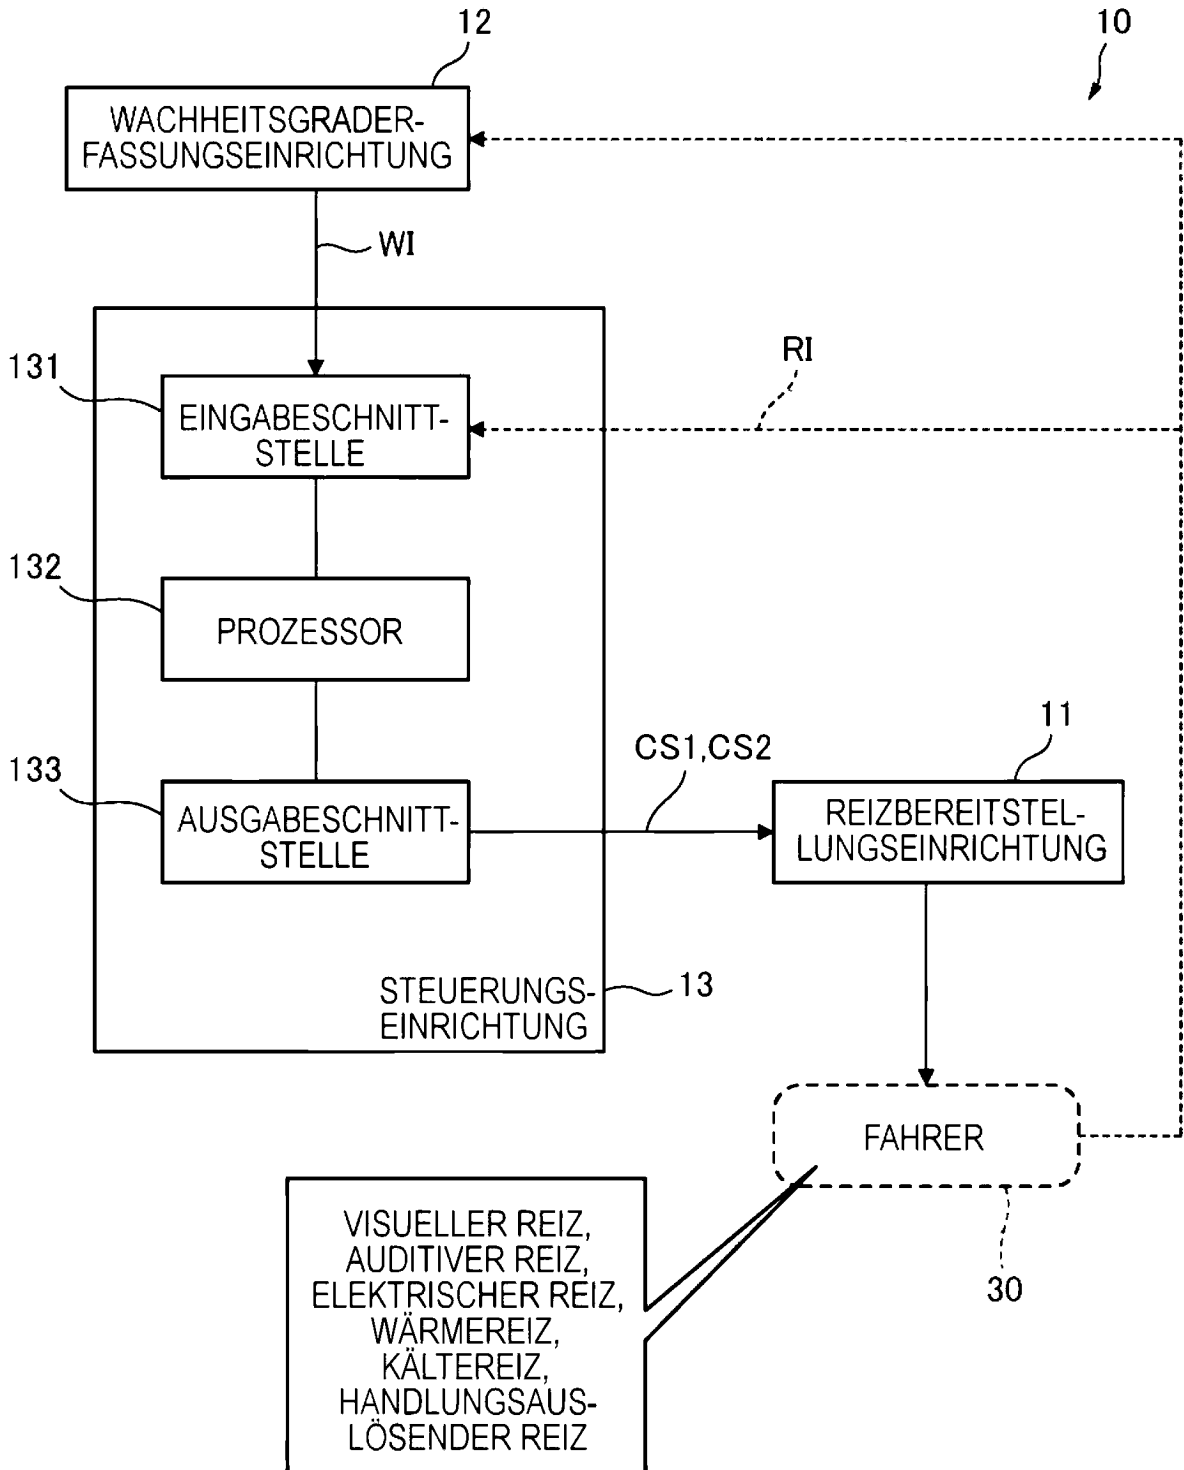 12
10
WACHHEITSGRADER-
FASSUNGSEINRICHTUNG
WI
131
RI
EINGABESCHNITT-
STELLE
132
PROZESSOR
133
CS1,CS2
11
AUSGABESCHNITT-
STELLE
REIZBEREITSTEL-
LUNGSEINRICHTUNG
STEUERUNGS-
EINRICHTUNG
13
FAHRER
30
VISUELLER REIZ,
AUDITIVER REIZ,
ELEKTRISCHER REIZ,
WÄRMEREIZ,
KÄLTEREIZ,
HANDLUNGSAUS-
LÖSENDER REIZ